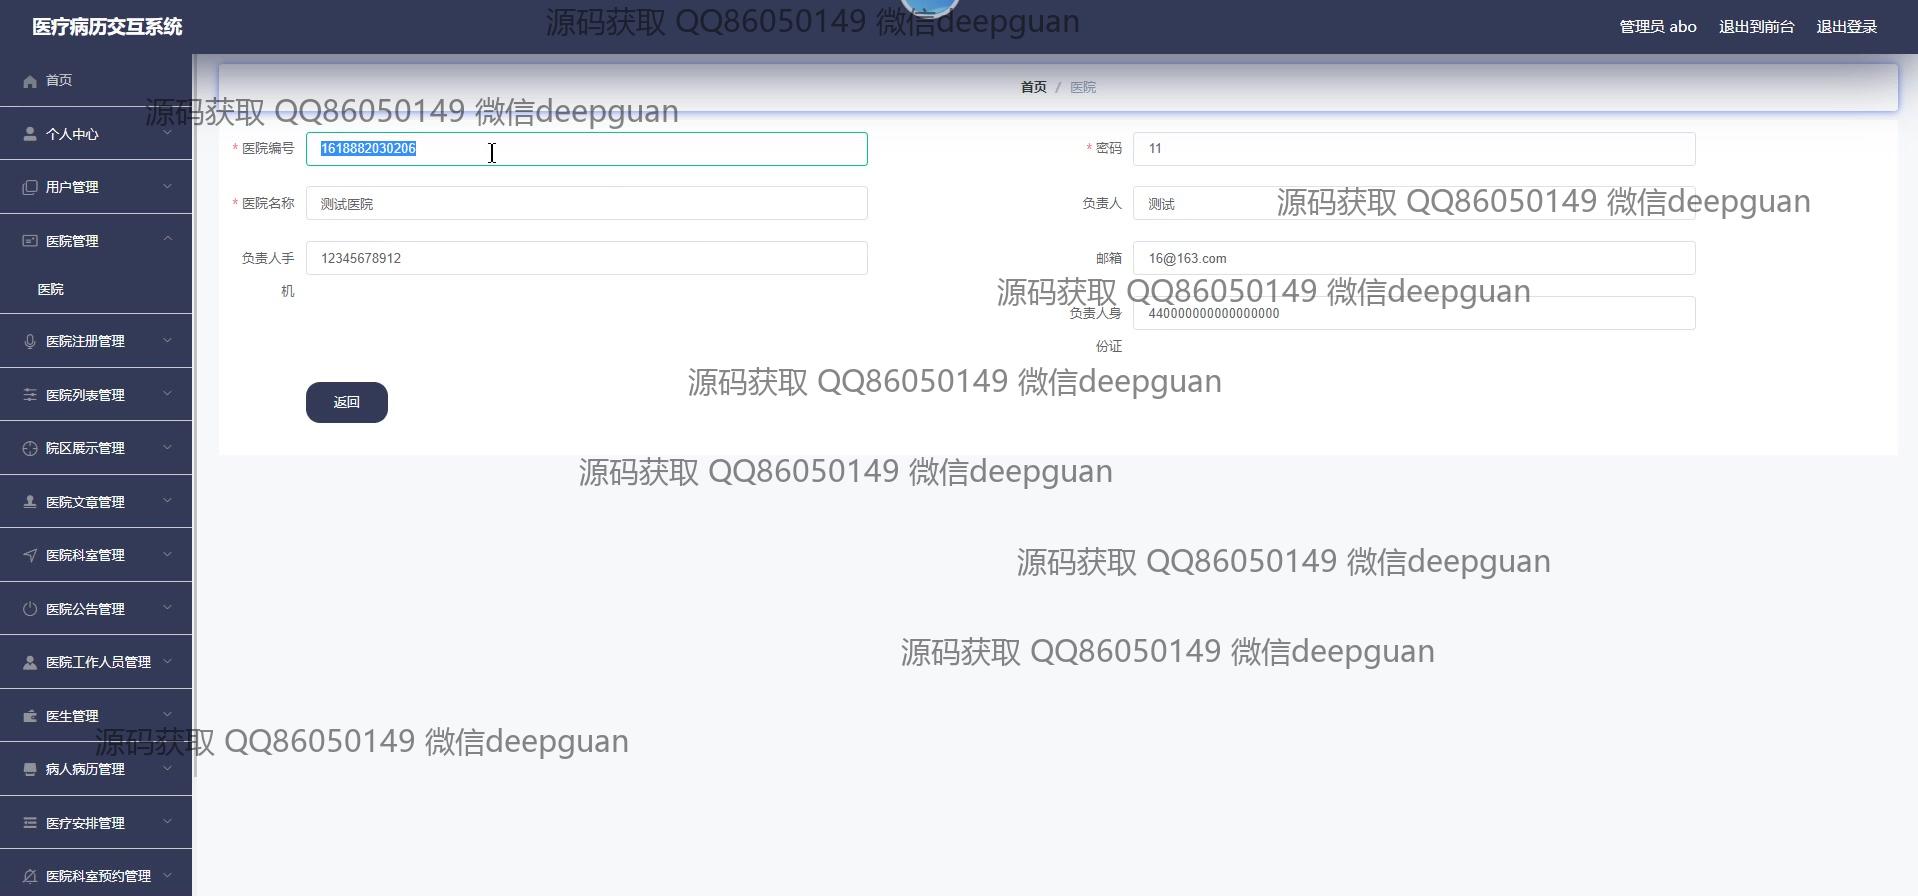 医疗病历交互系统
源码获取 QQ86050149 微信deepguan
管理员 abo 退出到前台 退出登录
首页
首页 / 医院
源码获取 QQ86050149 微信deepguan
个人中心
* 医院编号 1618882030206
* 密码 11
用户管理
* 医院名称 测试医院
负责人 测试
源码获取 QQ86050149 微信deepguan
医院管理
负责人手
机
12345678912
邮箱 16@163.com
医院
源码获取 QQ86050149 微信deepguan
负责人身
份证
440000000000000000
医院注册管理
源码获取 QQ86050149 微信deepguan
医院列表管理
返回
院区展示管理
源码获取 QQ86050149 微信deepguan
医院文章管理
医院科室管理
源码获取 QQ86050149 微信deepguan
医院公告管理
医院工作人员管理
源码获取 QQ86050149 微信deepguan
医生管理
源码获取 QQ86050149 微信deepguan
病人病历管理
医疗安排管理
医院科室预约管理